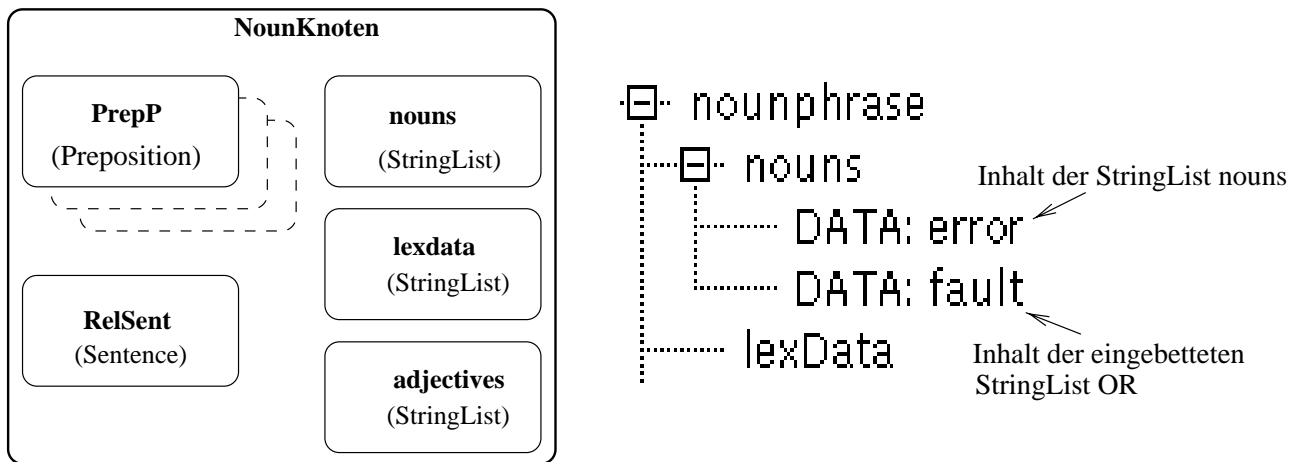 NounKnoten
PrepP
(Preposition)
nouns
(StringList)
lexdata
(StringList)
RelSent
(Sentence)
adjectives
(StringList)
nounphrase
nouns
Inhalt der StringList nouns
DATA: error
DATA: fault
lexData
Inhalt der eingebetteten
StringList OR